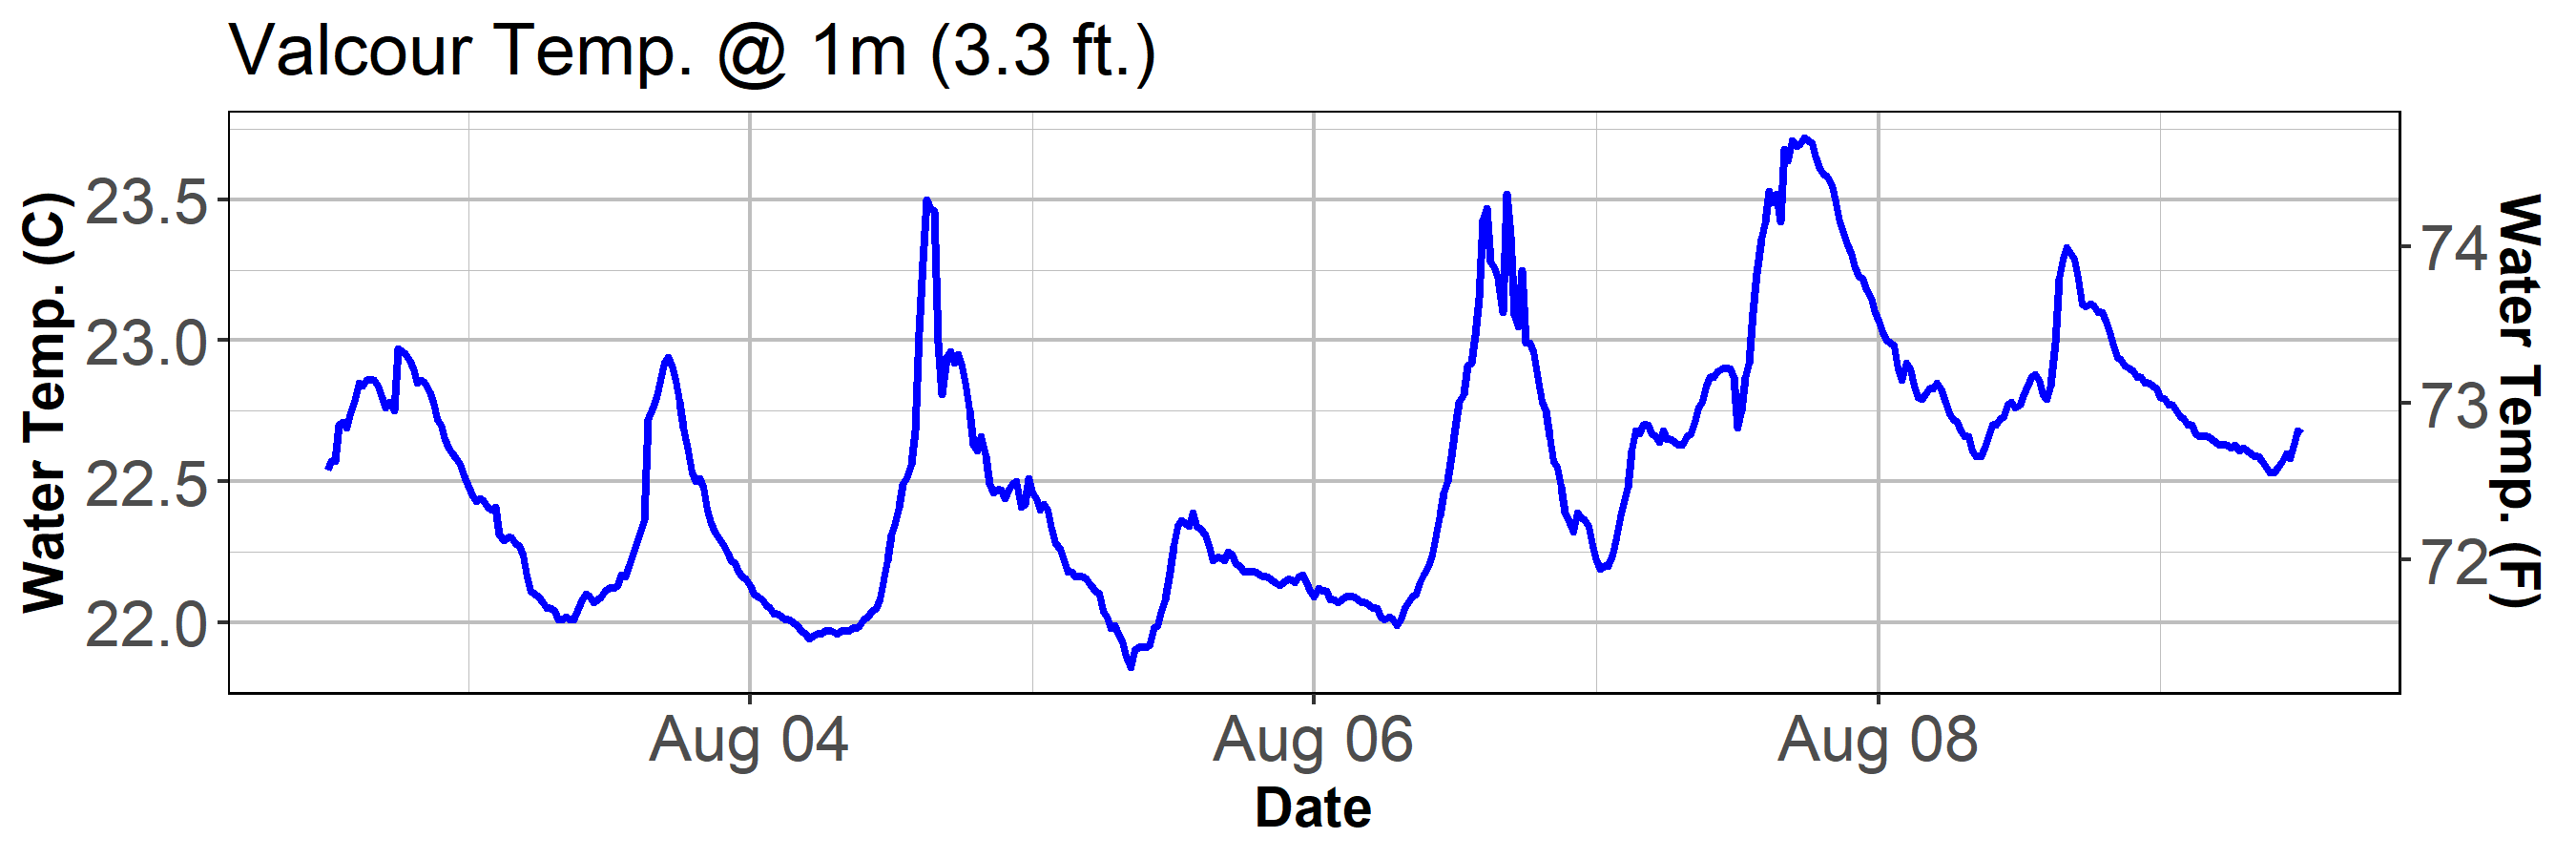 Valcour Temp. @ 1m (3.3 ft.)
Water Temp. (C)
23.5
23.0
22.5
22.0
74
73
72
Water Temp. (F)
Aug 04
Aug 06
Aug 08
Date